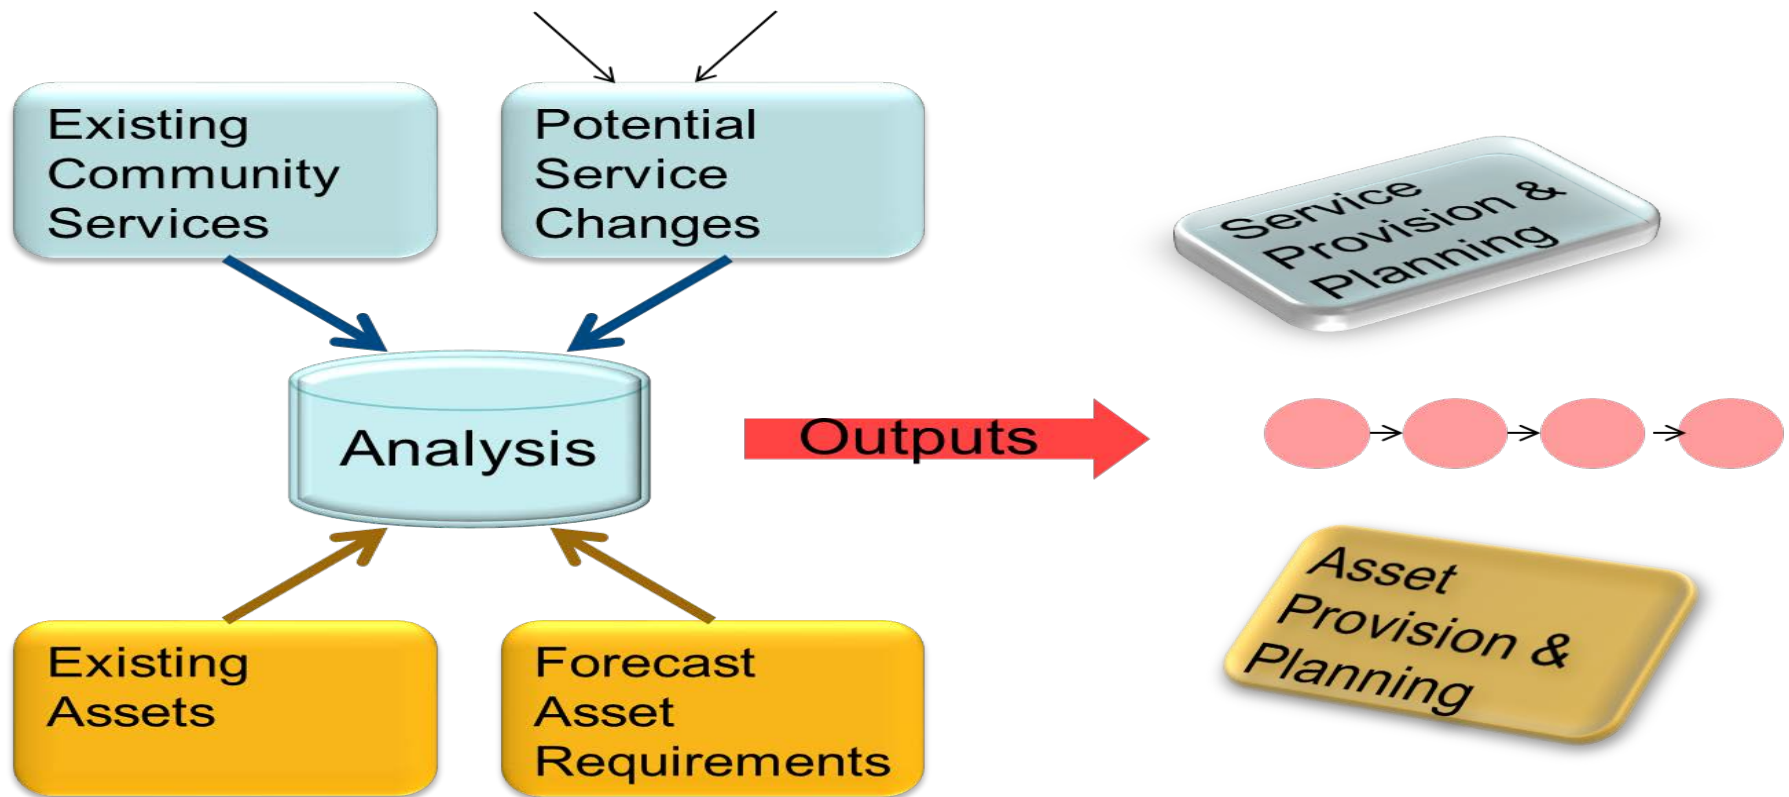 Existing
Community
Services
Potential
Service
Changes
Service
Provision &
Planning
Analysis
Outputs
Existing
Assets
Forecast
Asset
Requirements
Asset
Provision &
Planning